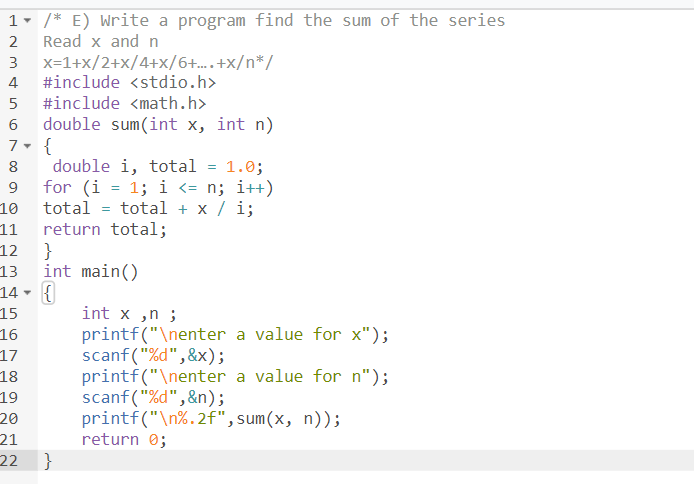 1 /* E) Write a program find the sum of the series
2 Read x and n
3 x=1+x/2+x/4+x/6+….+x/n*/
4 #include <stdio.h>
5 #include <math.h>
6 double sum(int x, int n)
7 {
8  double i, total = 1.0;
9 for (i = 1; i <= n; i++)
10 total = total + x / i;
11 return total;
12 }
13 int main()
14 {
15     int x ,n ;
16     printf("\nenter a value for x");
17     scanf("%d",&x);
18     printf("\nenter a value for n");
19     scanf("%d",&n);
20     printf("\n%.2f",sum(x, n));
21     return 0;
22 }